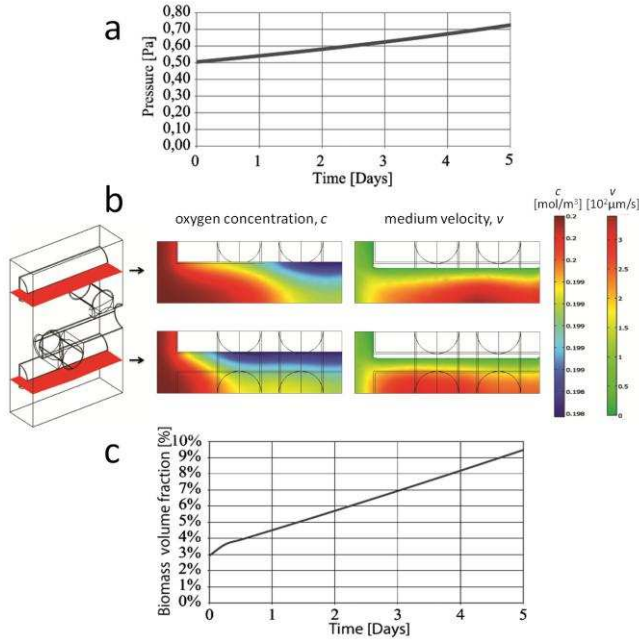 a
0,80
0,70
0,60
0,50
0,40
0,30
0,20
0,10
0,00
Pressure [Pa]
0 1 2 3 4 5
Time [Days]
b
oxygen concentration, c
medium velocity, v
c
[mol/m³]
v
[10²μm/s]
0.2
0.2
0.2
0.199
0.199
0.199
0.199
0.199
0.198
0.198
3
2
1
0
c
10%
9%
8%
7%
6%
5%
4%
3%
2%
1%
0%
Biomass volume fraction [%]
0 1 2 3 4 5
Time [Days]